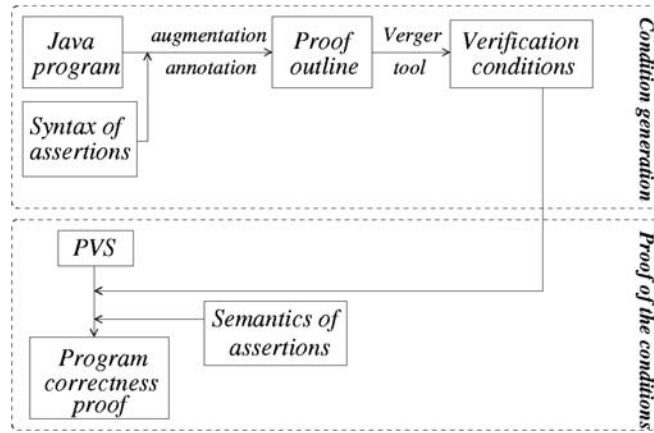 Java
program
augmentation
annotation
Proof
outline
Verger
tool
Verification
conditions
Syntax of
assertions
Condition generation
PVS
Semantics of
assertions
Program
correctness
proof
Proof of the conditions